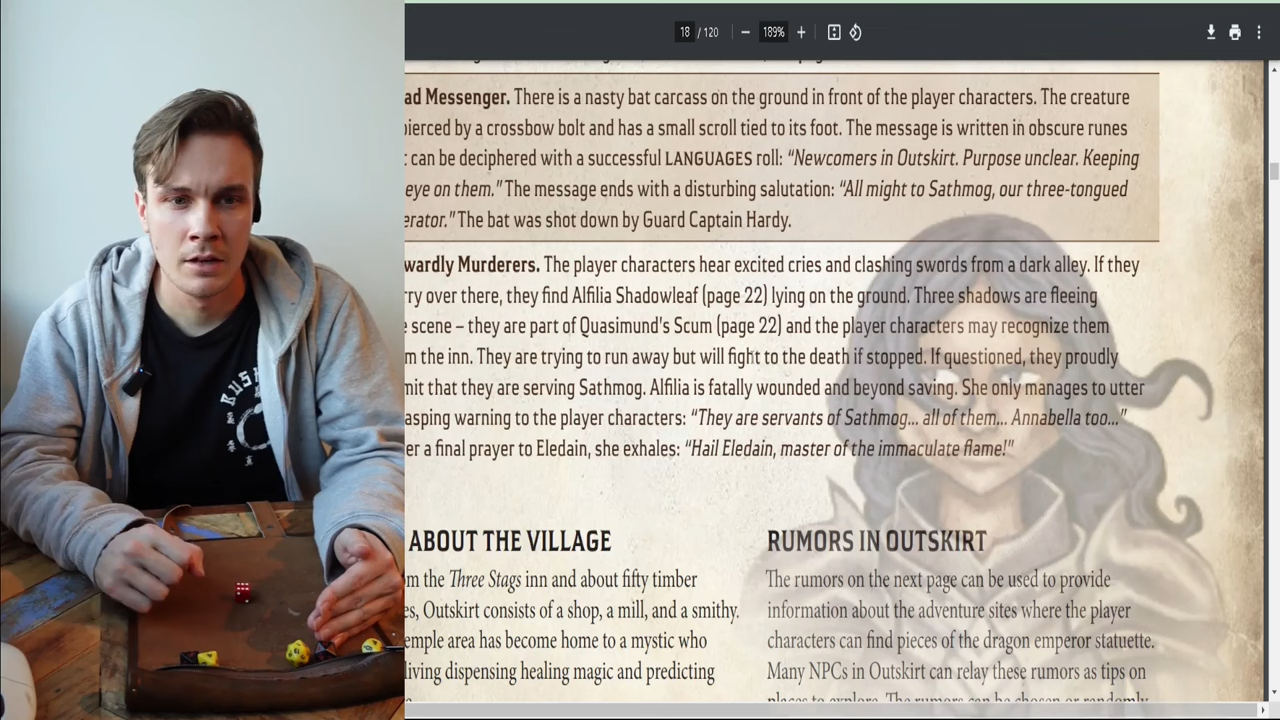 18 / 120
189%
ad Messenger. There is a nasty bat carcass on the ground in front of the player characters. The creature
pierced by a crossbow bolt and has a small scroll tied to its foot. The message is written in obscure runes
t can be deciphered with a successful LANGUAGES roll: “Newcomers in Outskirt. Purpose unclear. Keeping
eye on them.” The message ends with a disturbing salutation: “All might to Sathmog, our three-tongued
erator.” The bat was shot down by Guard Captain Hardy.
wardly Murderers. The player characters hear excited cries and clashing swords from a dark alley. If they
rry over there, they find Alfilia Shadowleaf (page 22) lying on the ground. Three shadows are fleeing
e scene – they are part of Quasimund’s Scum (page 22) and the player characters may recognize them
m the inn. They are trying to run away but will fight to the death if stopped. If questioned, they proudly
mit that they are serving Sathmog. Alfilia is fatally wounded and beyond saving. She only manages to utter
asping warning to the player characters: “They are servants of Sathmog... all of them... Annabella too...”
er a final prayer to Eledain, she exhales: “Hail Eledain, master of the immaculate flame!”
ABOUT THE VILLAGE
m the Three Stags inn and about fifty timber
es, Outskirt consists of a shop, a mill, and a smithy.
emple area has become home to a mystic who
living dispensing healing magic and predicting
RUMORS IN OUTSKIRT
The rumors on the next page can be used to provide
information about the adventure sites where the player
characters can find pieces of the dragon emperor statuette.
Many NPCs in Outskirt can relay these rumors as tips on
places to explore. The rumors can be chosen or randomly